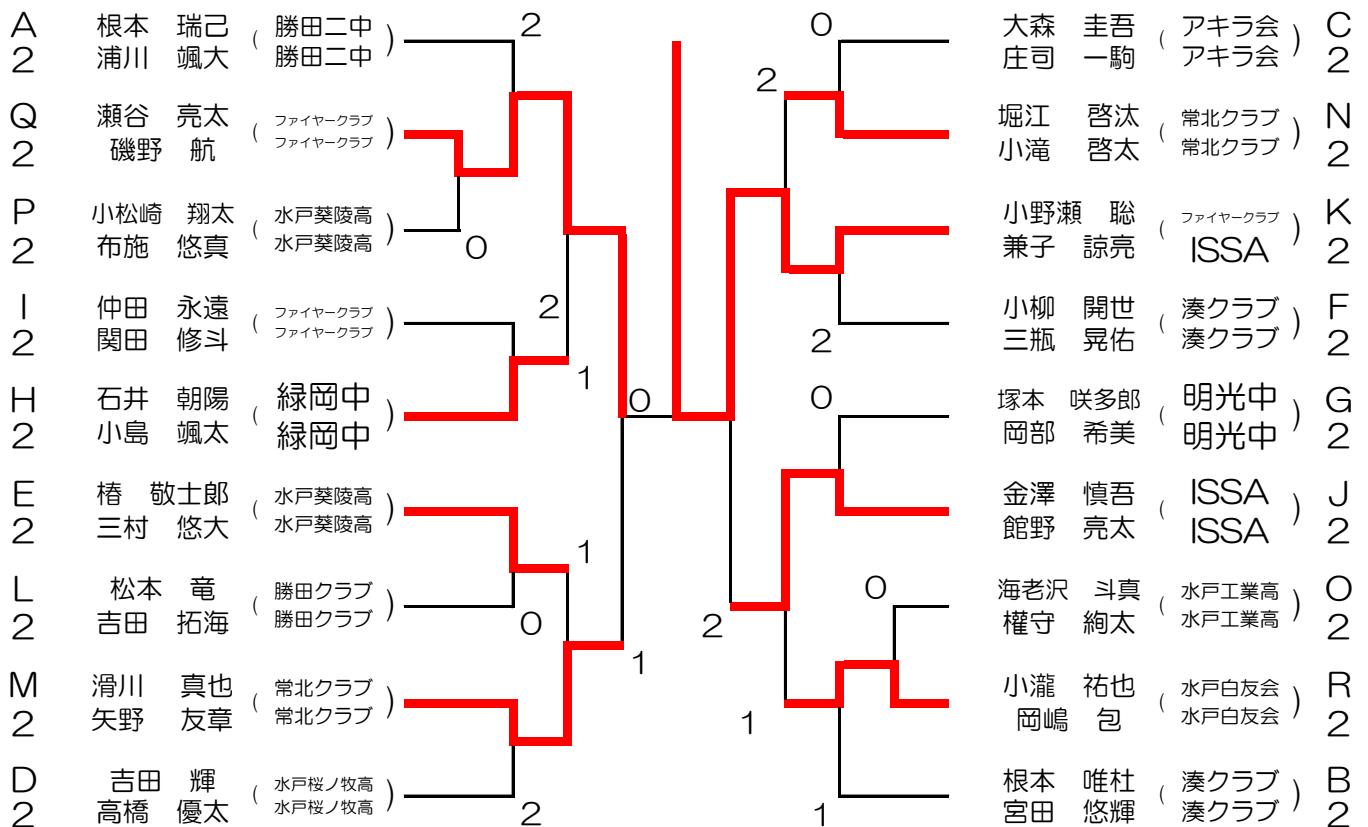 A 根本 瑞己 ( 勝田二中 )
2 浦川 颯大 勝田二中
2
Q 瀬谷 亮太 ( ファイヤークラブ )
2 磯野 航 ファイヤークラブ
P 小松崎 翔太 ( 水戸葵陵高 )
2 布施 悠真 水戸葵陵高
0
I 仲田 永遠 ( ファイヤークラブ )
2 関田 修斗 ファイヤークラブ
2
1
H 石井 朝陽 ( 緑岡中 )
2 小島 颯太 緑岡中
0
E 椿 敬士郎 ( 水戸葵陵高 )
2 三村 悠大 水戸葵陵高
1
L 松本 竜 ( 勝田クラブ )
2 吉田 拓海 勝田クラブ
0
1
M 滑川 真也 ( 常北クラブ )
2 矢野 友章 常北クラブ
D 吉田 輝 ( 水戸桜ノ牧高 )
2 高橋 優太 水戸桜ノ牧高
2
0
大森 圭吾 ( アキラ会 ) C
庄司 一駒 アキラ会 2
2
堀江 啓汰 ( 常北クラブ ) N
小滝 啓太 常北クラブ 2
小野瀬 聡 ( ファイヤークラブ ) K
兼子 諒亮 ISSA 2
小柳 開世 ( 湊クラブ ) F
三瓶 晃佑 湊クラブ 2
2
0
塚本 咲多郎 ( 明光中 ) G
岡部 希美 明光中 2
金澤 慎吾 ( ISSA ) J
館野 亮太 ISSA 2
0
海老沢 斗真 ( 水戸工業高 ) O
權守 絢太 水戸工業高 2
2
小瀧 祐也 ( 水戸白友会 ) R
岡嶋 包 水戸白友会 2
1
根本 唯杜 ( 湊クラブ ) B
宮田 悠輝 湊クラブ 2
1